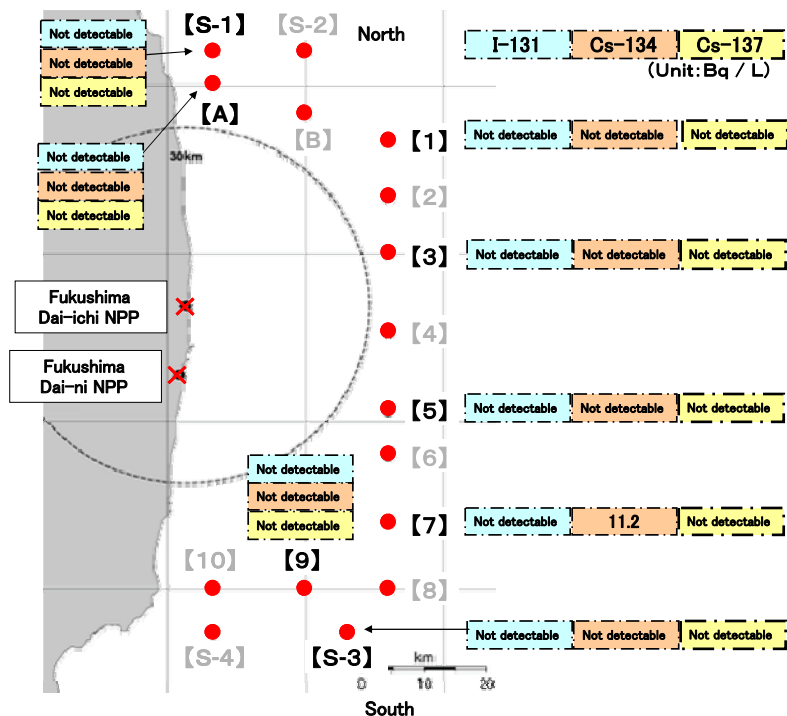 【S-1】
【S-2】
North
I-131
Cs-134
Cs-137
(Unit:Bq / L)
Not detectable
Not detectable
Not detectable
【A】
【B】
【1】
Not detectable
Not detectable
Not detectable
30km
Not detectable
Not detectable
Not detectable
【2】
【3】
Not detectable
Not detectable
Not detectable
Fukushima
Dai-ichi NPP
【4】
Fukushima
Dai-ni NPP
【5】
Not detectable
Not detectable
Not detectable
【6】
Not detectable
Not detectable
Not detectable
【7】
Not detectable
11.2
Not detectable
【10】
【9】
【8】
【S-4】
【S-3】
Not detectable
Not detectable
Not detectable
km
0
10
20
South